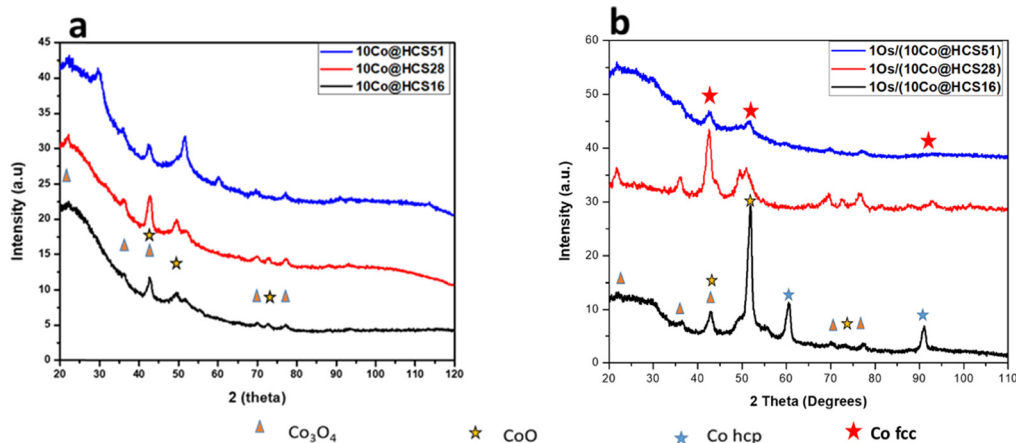 a
10Co@HCS51
10Co@HCS28
10Co@HCS16
45
40
35
30
25
20
15
10
5
0
Intensity (a.u)
20 30 40 50 60 70 80 90 100 110 120
2 (theta)
b
1Os/(10Co@HCS51)
1Os/(10Co@HCS28)
1Os/(10Co@HCS16)
60
50
40
30
20
10
0
Intensity (a.u.)
20 30 40 50 60 70 80 90 100 110
2 Theta (Degrees)
Co₃O₄ CoO Co hcp Co fcc